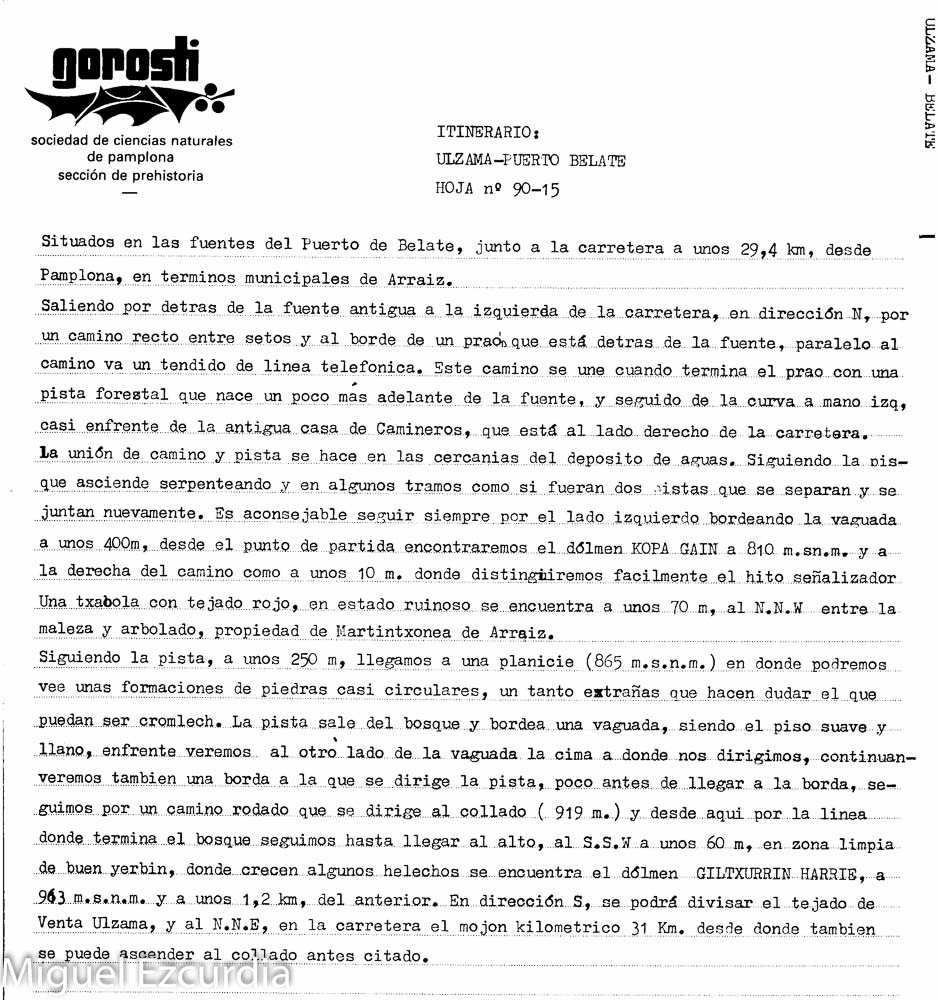 gorosti
sociedad de ciencias naturales
de pamplona
sección de prehistoria
ULZAMA- BELATE
ITINERARIO:
ULZAMA-PUERTO BELATE
HOJA nº 90-15
Situados en las fuentes del Puerto de Belate, junto a la carretera a unos 29,4 km, desde
Pamplona, en terminos municipales de Arraiz.
Saliendo por detras de la fuente antigua a la izquierda de la carretera, en dirección N, por
un camino recto entre setos y al borde de un prao que está detras de la fuente, paralelo al
camino va un tendido de linea telefonica. Este camino se une cuando termina el prao con una
pista forestal que nace un poco más adelante de la fuente, y seguido de la curva a mano izq,
casi enfrente de la antigua casa de Camineros, que está al lado derecho de la carretera.
La unión de camino y pista se hace en las cercanias del deposito de aguas. Siguiendo la pis-
que asciende serpenteando y en algunos tramos como si fueran dos pistas que se separan y se
juntan nuevamente. Es aconsejable seguir siempre por el lado izquierdo bordeando la vaguada
a unos 400m, desde el punto de partida encontraremos el dólmen KOPA GAIN a 810 m.sn.m. y a
la derecha del camino como a unos 10 m. donde distinguiremos facilmente el hito señalizador
Una txabola con tejado rojo, en estado ruinoso se encuentra a unos 70 m, al N.N.W entre la
maleza y arbolado, propiedad de Martintxonea de Arraiz.
Siguiendo la pista, a unos 250 m, llegamos a una planicie (865 m.s.n.m.) en donde podremos
vee unas formaciones de piedras casi circulares, un tanto extrañas que hacen dudar el que
puedan ser cromlech. La pista sale del bosque y bordea una vaguada, siendo el piso suave y
llano, enfrente veremos al otro lado de la vaguada la cima a donde nos dirigimos, continuan-
veremos tambien una borda a la que se dirige la pista, poco antes de llegar a la borda, se-
guimos por un camino rodado que se dirige al collado ( 919 m.) y desde aqui por la linea
donde termina el bosque seguimos hasta llegar al alto, al S.S.W a unos 60 m, en zona limpia
de buen yerbin, donde crecen algunos helechos se encuentra el dólmen GILTXURRIN HARRIE, a
963 m.s.n.m. y a unos 1,2 km, del anterior. En dirección S, se podrá divisar el tejado de
Venta Ulzama, y al N.N.E, en la carretera el mojon kilometrico 31 Km. desde donde tambien
se puede ascender al collado antes citado.
Miguel Ezcurdia